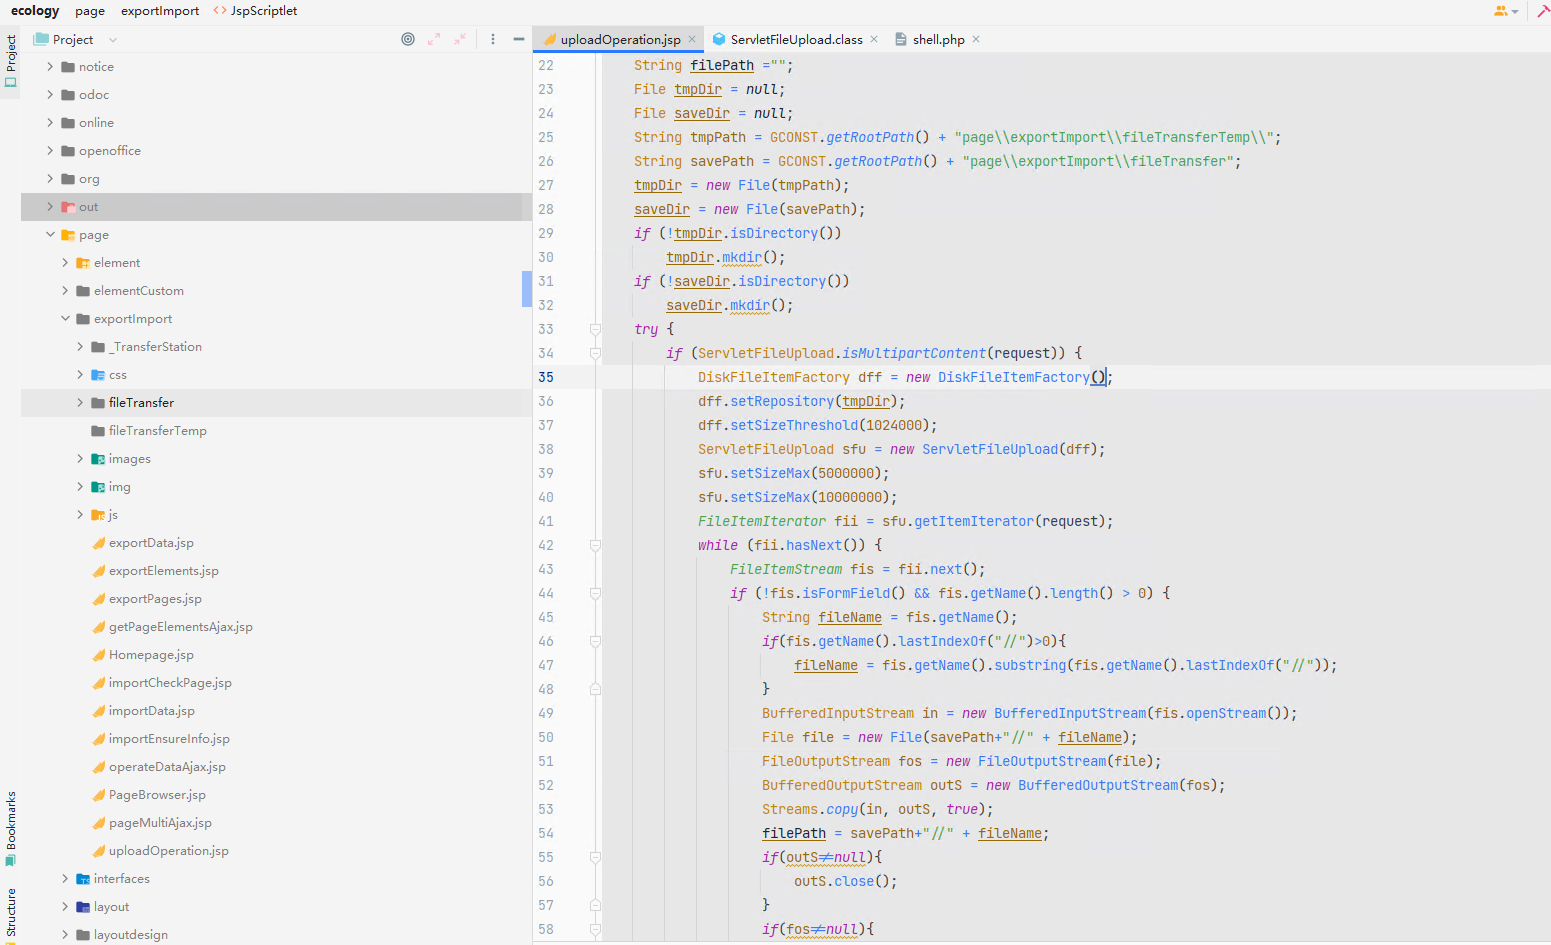 ecology page exportImport JspScriptlet
Project
Project
uploadOperation.jsp
ServletFileUpload.class
shell.php
notice
odoc
online
openoffice
org
out
page
element
elementCustom
exportImport
_TransferStation
css
fileTransfer
fileTransferTemp
images
img
js
exportData.jsp
exportElements.jsp
exportPages.jsp
getPageElementsAjax.jsp
Homepage.jsp
importCheckPage.jsp
importData.jsp
importEnsureInfo.jsp
operateDataAjax.jsp
PageBrowser.jsp
pageMultiAjax.jsp
uploadOperation.jsp
interfaces
layout
layoutdesign
Bookmarks
Structure
22 String filePath ="";
23 File tmpDir = null;
24 File saveDir = null;
25 String tmpPath = GCONST.getRootPath() + "page\\exportImport\\fileTransferTemp\\";
26 String savePath = GCONST.getRootPath() + "page\\exportImport\\fileTransfer";
27 tmpDir = new File(tmpPath);
28 saveDir = new File(savePath);
29 if (!tmpDir.isDirectory())
30 tmpDir.mkdir();
31 if (!saveDir.isDirectory())
32 saveDir.mkdir();
33 try {
34 if (ServletFileUpload.isMultipartContent(request)) {
35 DiskFileItemFactory dff = new DiskFileItemFactory();
36 dff.setRepository(tmpDir);
37 dff.setSizeThreshold(1024000);
38 ServletFileUpload sfu = new ServletFileUpload(dff);
39 sfu.setSizeMax(5000000);
40 sfu.setSizeMax(10000000);
41 FileItemIterator fii = sfu.getItemIterator(request);
42 while (fii.hasNext()) {
43 FileItemStream fis = fii.next();
44 if (!fis.isFormField() && fis.getName().length() > 0) {
45 String fileName = fis.getName();
46 if(fis.getName().lastIndexOf("//")>0){
47 fileName = fis.getName().substring(fis.getName().lastIndexOf("//"));
48 }
49 BufferedInputStream in = new BufferedInputStream(fis.openStream());
50 File file = new File(savePath+"//" + fileName);
51 FileOutputStream fos = new FileOutputStream(file);
52 BufferedOutputStream outS = new BufferedOutputStream(fos);
53 Streams.copy(in, outS, true);
54 filePath = savePath+"//" + fileName;
55 if(outS!=null){
56 outS.close();
57 }
58 if(fos!=null){